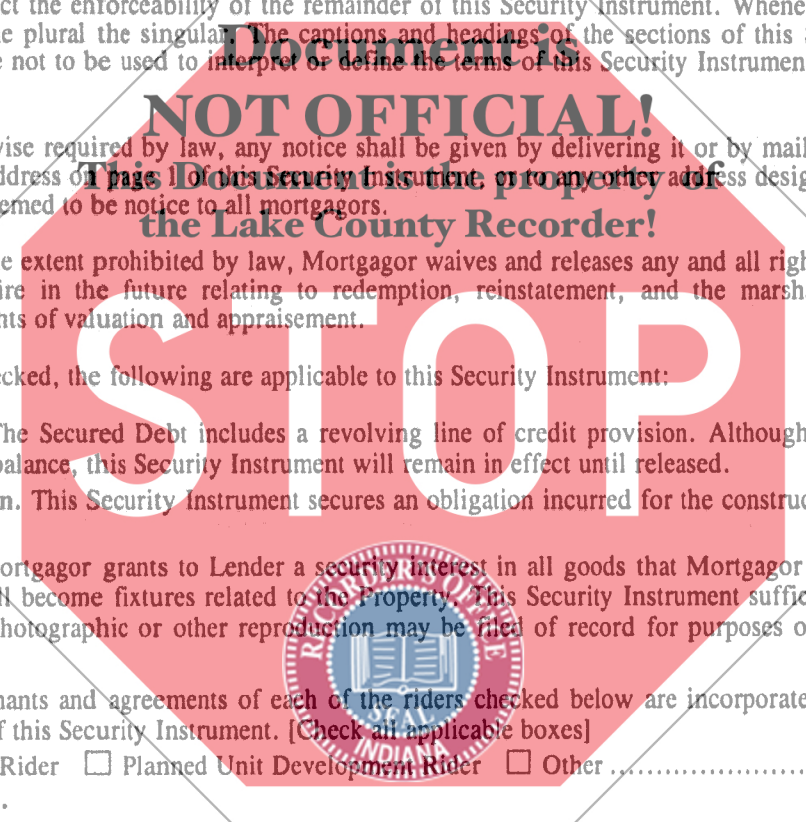 ct the enforceability of the remainder of this Security Instrument. Whene
e plural the singular. The captions and headings of the sections of this
Document is
e not to be used to interpret or define the terms of this Security Instrumen
NOT OFFICIAL!
vise required by law, any notice shall be given by delivering it or by mail
ddress on page 1 of this Security Instrument, or to any other address desig
This Document is the property of
emed to be notice to all mortgagors.
the Lake County Recorder!
e extent prohibited by law, Mortgagor waives and releases any and all righ
ire in the future relating to redemption, reinstatement, and the marsh
hts of valuation and appraisement.
STOP
cked, the following are applicable to this Security Instrument:
The Secured Debt includes a revolving line of credit provision. Although
balance, this Security Instrument will remain in effect until released.
n. This Security Instrument secures an obligation incurred for the construc
ortgagor grants to Lender a security interest in all goods that Mortgagor
ll become fixtures related to the Property. This Security Instrument suffic
hotographic or other reproduction may be filed of record for purposes o
RECORDER'S OFFICE
SEAL
INDIANA
nants and agreements of each of the riders checked below are incorporate
f this Security Instrument. [Check all applicable boxes]
Rider ☐ Planned Unit Development Rider ☐ Other ......................
.